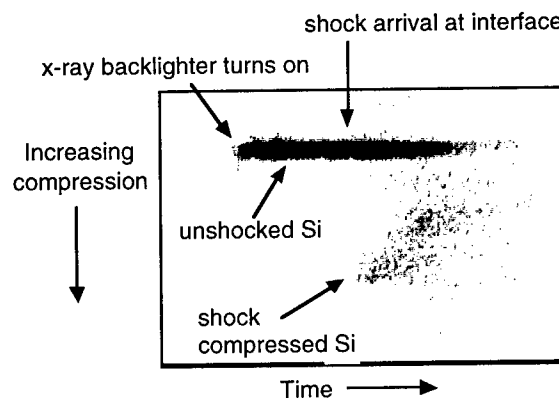 shock arrival at interface
x-ray backlighter turns on
Increasing
compression
unshocked Si
shock
compressed Si
Time